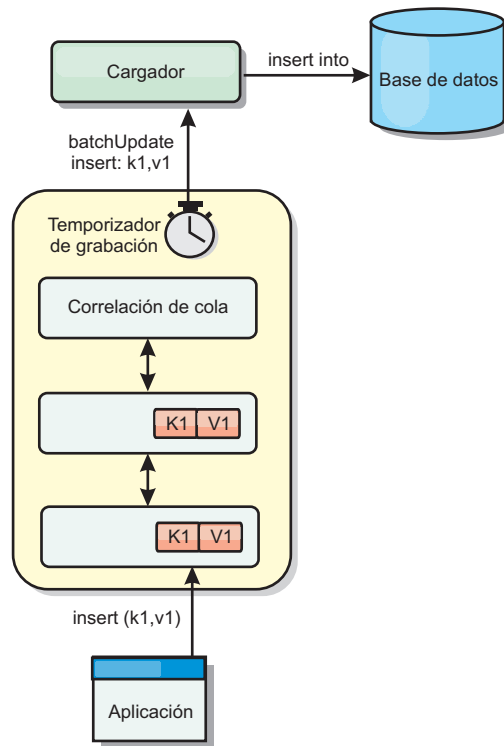 Cargador
insert into
Base de datos
batchUpdate
insert: k1,v1
Temporizador
de grabación
Correlación de cola
K1 V1
K1 V1
insert (k1,v1)
Aplicación